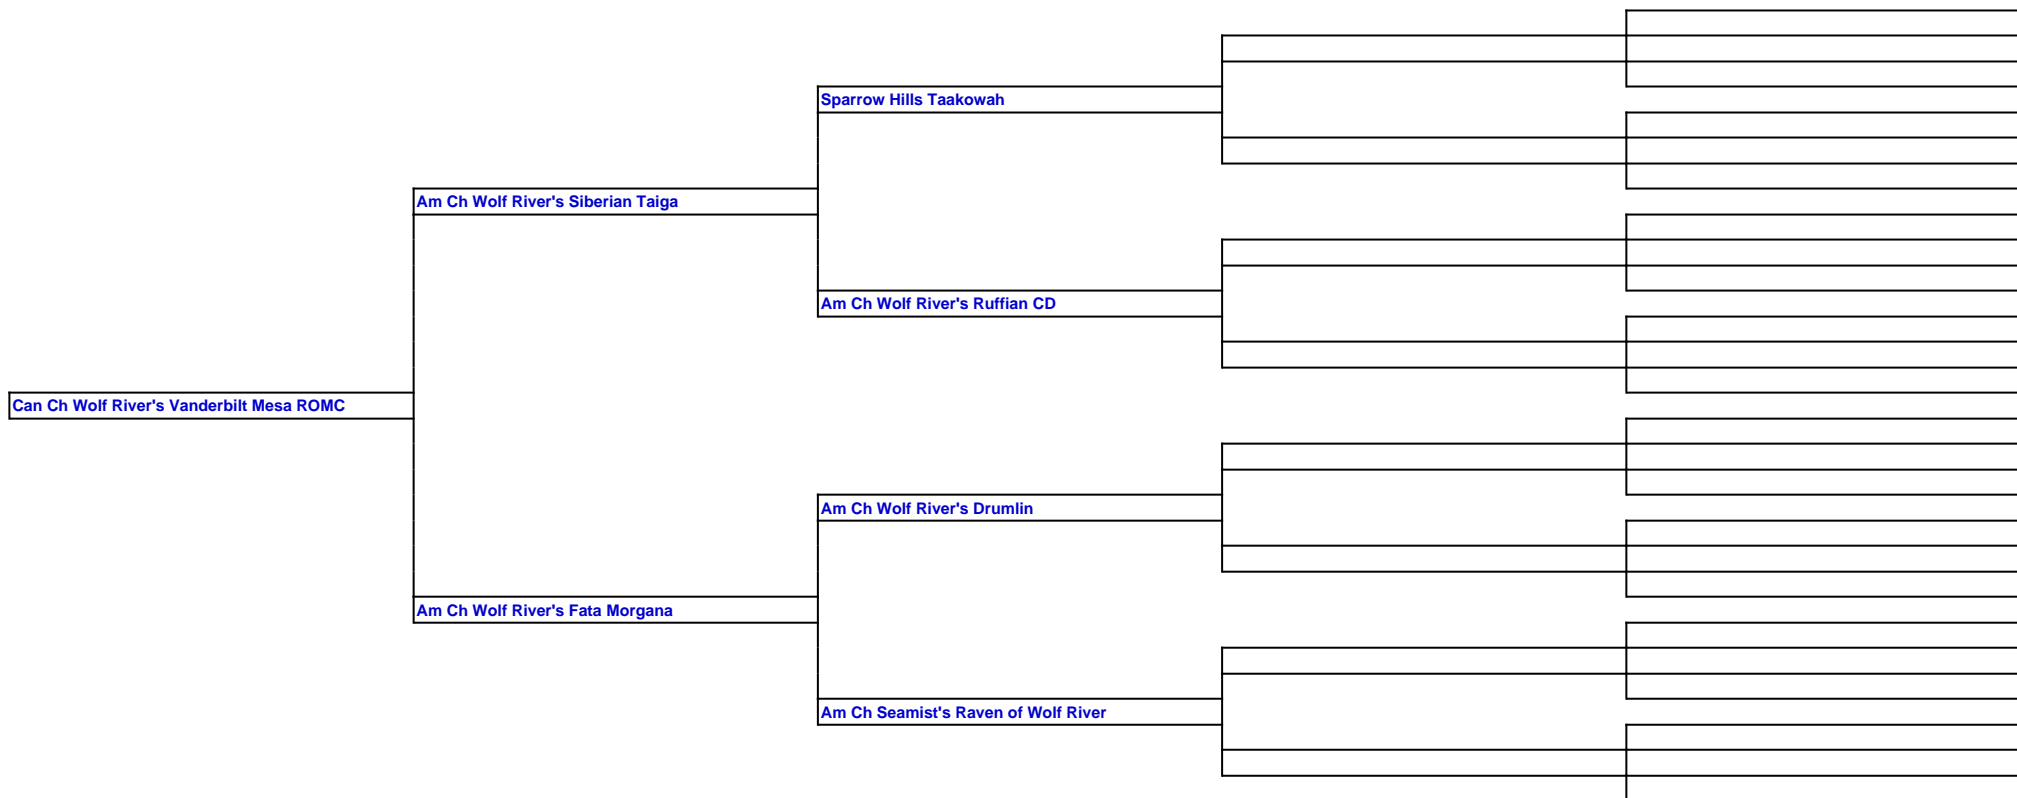 Sparrow Hills Taakowah
Am Ch Wolf River's Siberian Taiga
Am Ch Wolf River's Ruffian CD
Can Ch Wolf River's Vanderbilt Mesa ROMC
Am Ch Wolf River's Drumlin
Am Ch Wolf River's Fata Morgana
Am Ch Seamist's Raven of Wolf River